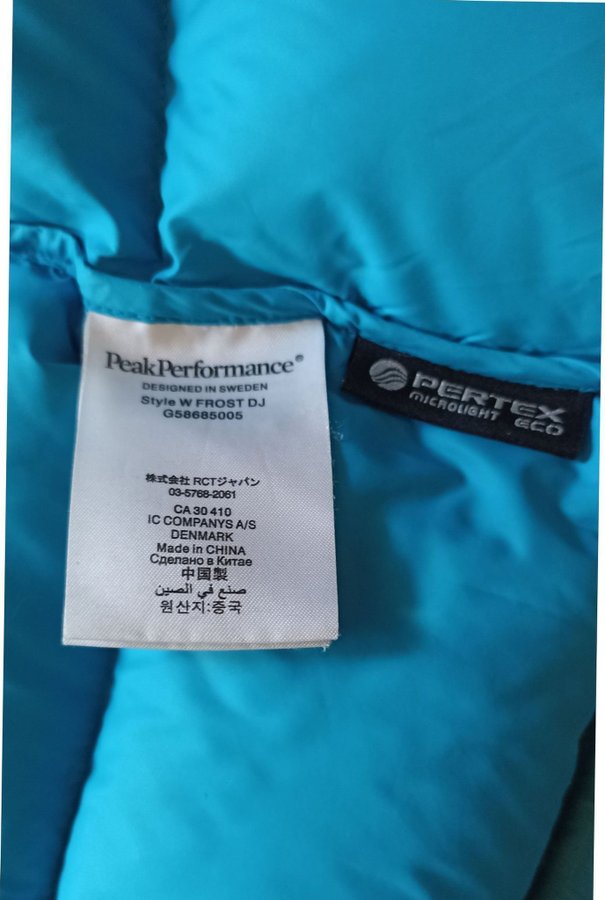 PeakPerformance®
DESIGNED IN SWEDEN
Style W FROST DJ
G58685005
株式会社 RCTジャパン
03-5768-2061
CA 30 410
IC COMPANYS A/S
DENMARK
Made in CHINA
Сделано в Китае
中国製
صنع في الصين
원산지:중국
PERTEX
MICROLIGHT ECO